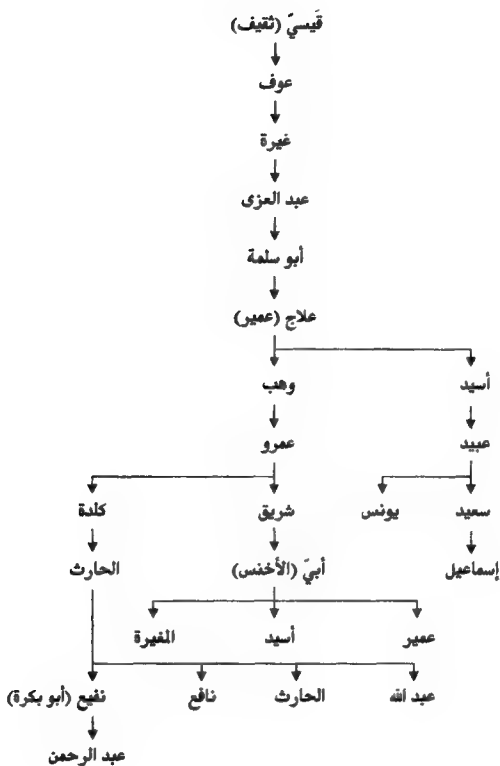 قَيسيّ (ثقيف)
عوف
غيرة
عبد العزى
أبو سلمة
علاج (عمير)
أسيد وهب
عبيد عمرو
سعيد يونس شريق كلدة
إسماعيل أبيّ (الأخنس) الحارث
عمير أسيد المغيرة
عبد الله الحارث نافع نفيع (أبو بكرة)
عبد الرحمن